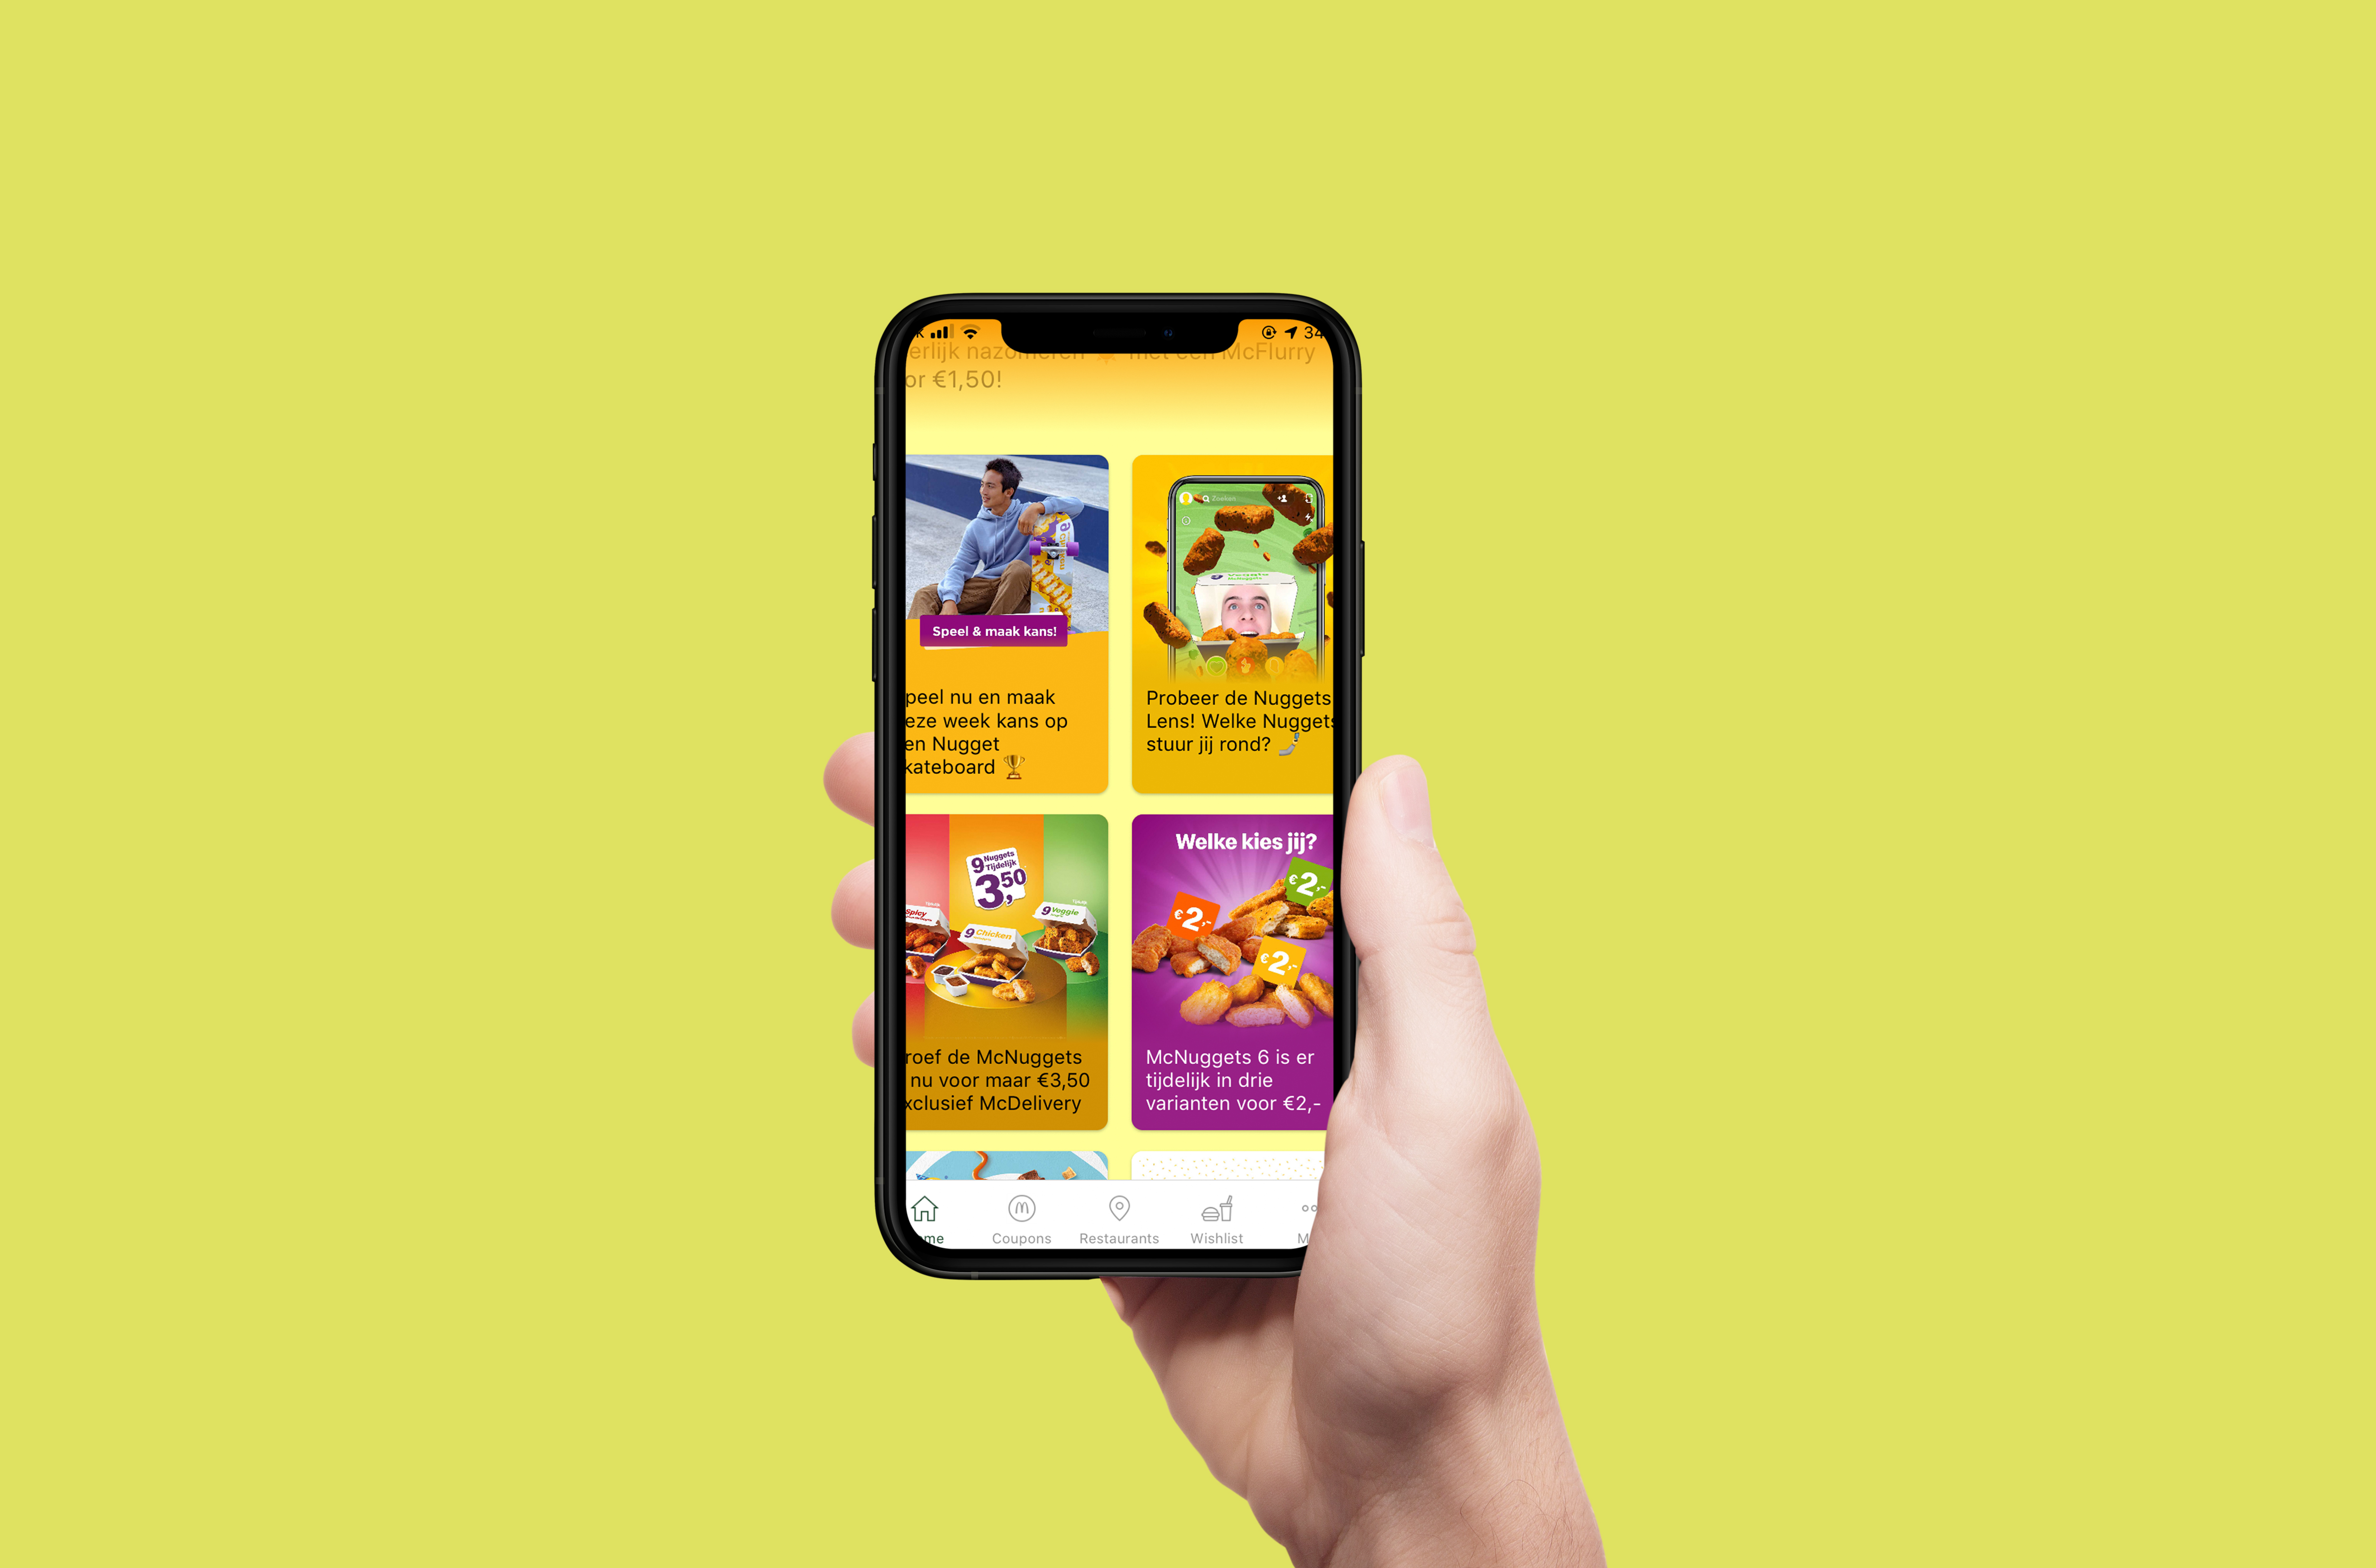 erlijk nazomeren met een McFlurry
or €1,50!
34
Zoeken
Speel & maak kans!
peel nu en maak
eze week kans op
en Nugget
kateboard 🏆
Probeer de Nuggets
Lens! Welke Nuggets
stuur jij rond? 🤳
9 Nuggets
Tijdelijk
3,50
Spicy
9 Chicken
9 Veggie
roef de McNuggets
nu voor maar €3,50
xclusief McDelivery
Welke kies jij?
€2,-
€2,-
€2,-
McNuggets 6 is er
tijdelijk in drie
varianten voor €2,-
me
Coupons
Restaurants
Wishlist
M